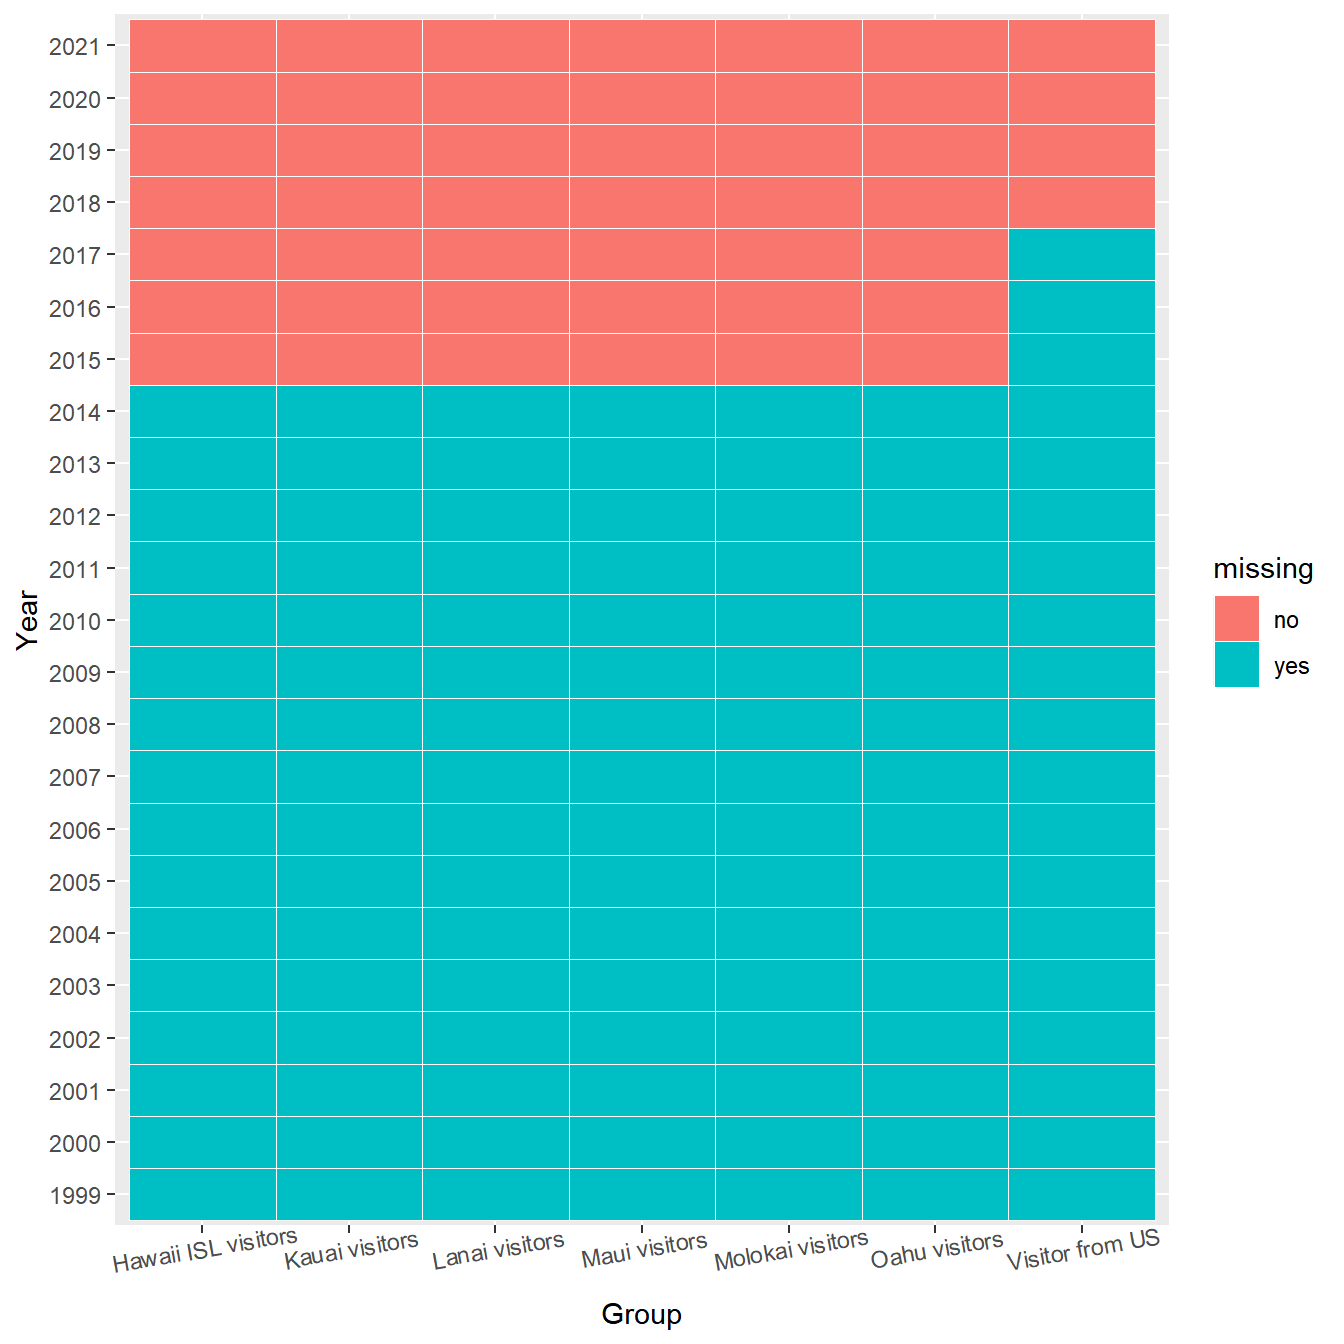 2021
2020
2019
2018
2017
2016
2015
2014
2013
2012
2011
2010
2009
2008
2007
2006
2005
2004
2003
2002
2001
2000
1999
Year
Hawaii ISL visitors
Kauai visitors
Lanai visitors
Maui visitors
Molokai visitors
Oahu visitors
Visitor from US
Group
missing
no
yes